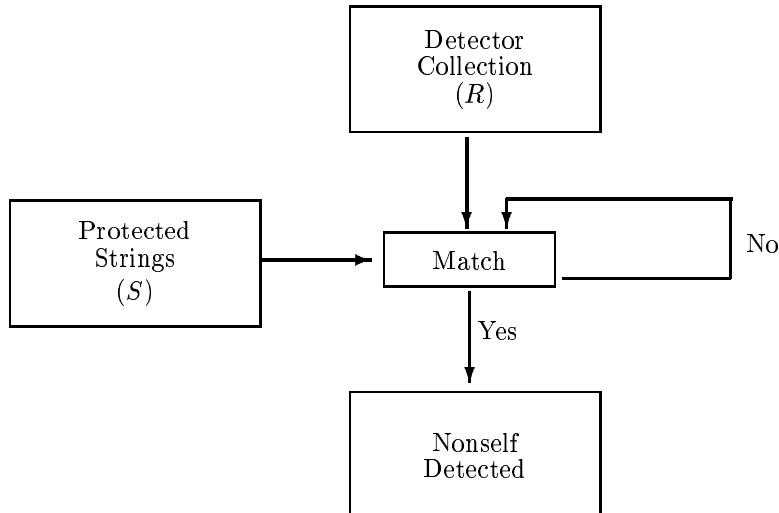 Detector
Collection
(R)
Protected
Strings
(S)
Match
No
Yes
Nonself
Detected